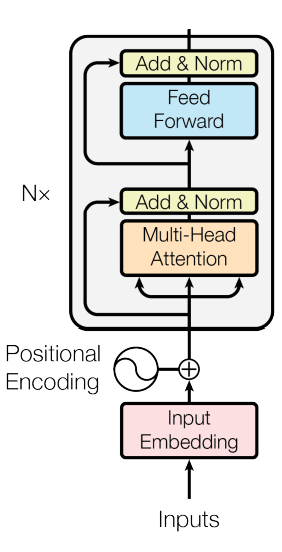 Add & Norm
Feed
Forward
N×
Add & Norm
Multi-Head
Attention
Positional
Encoding
Input
Embedding
Inputs